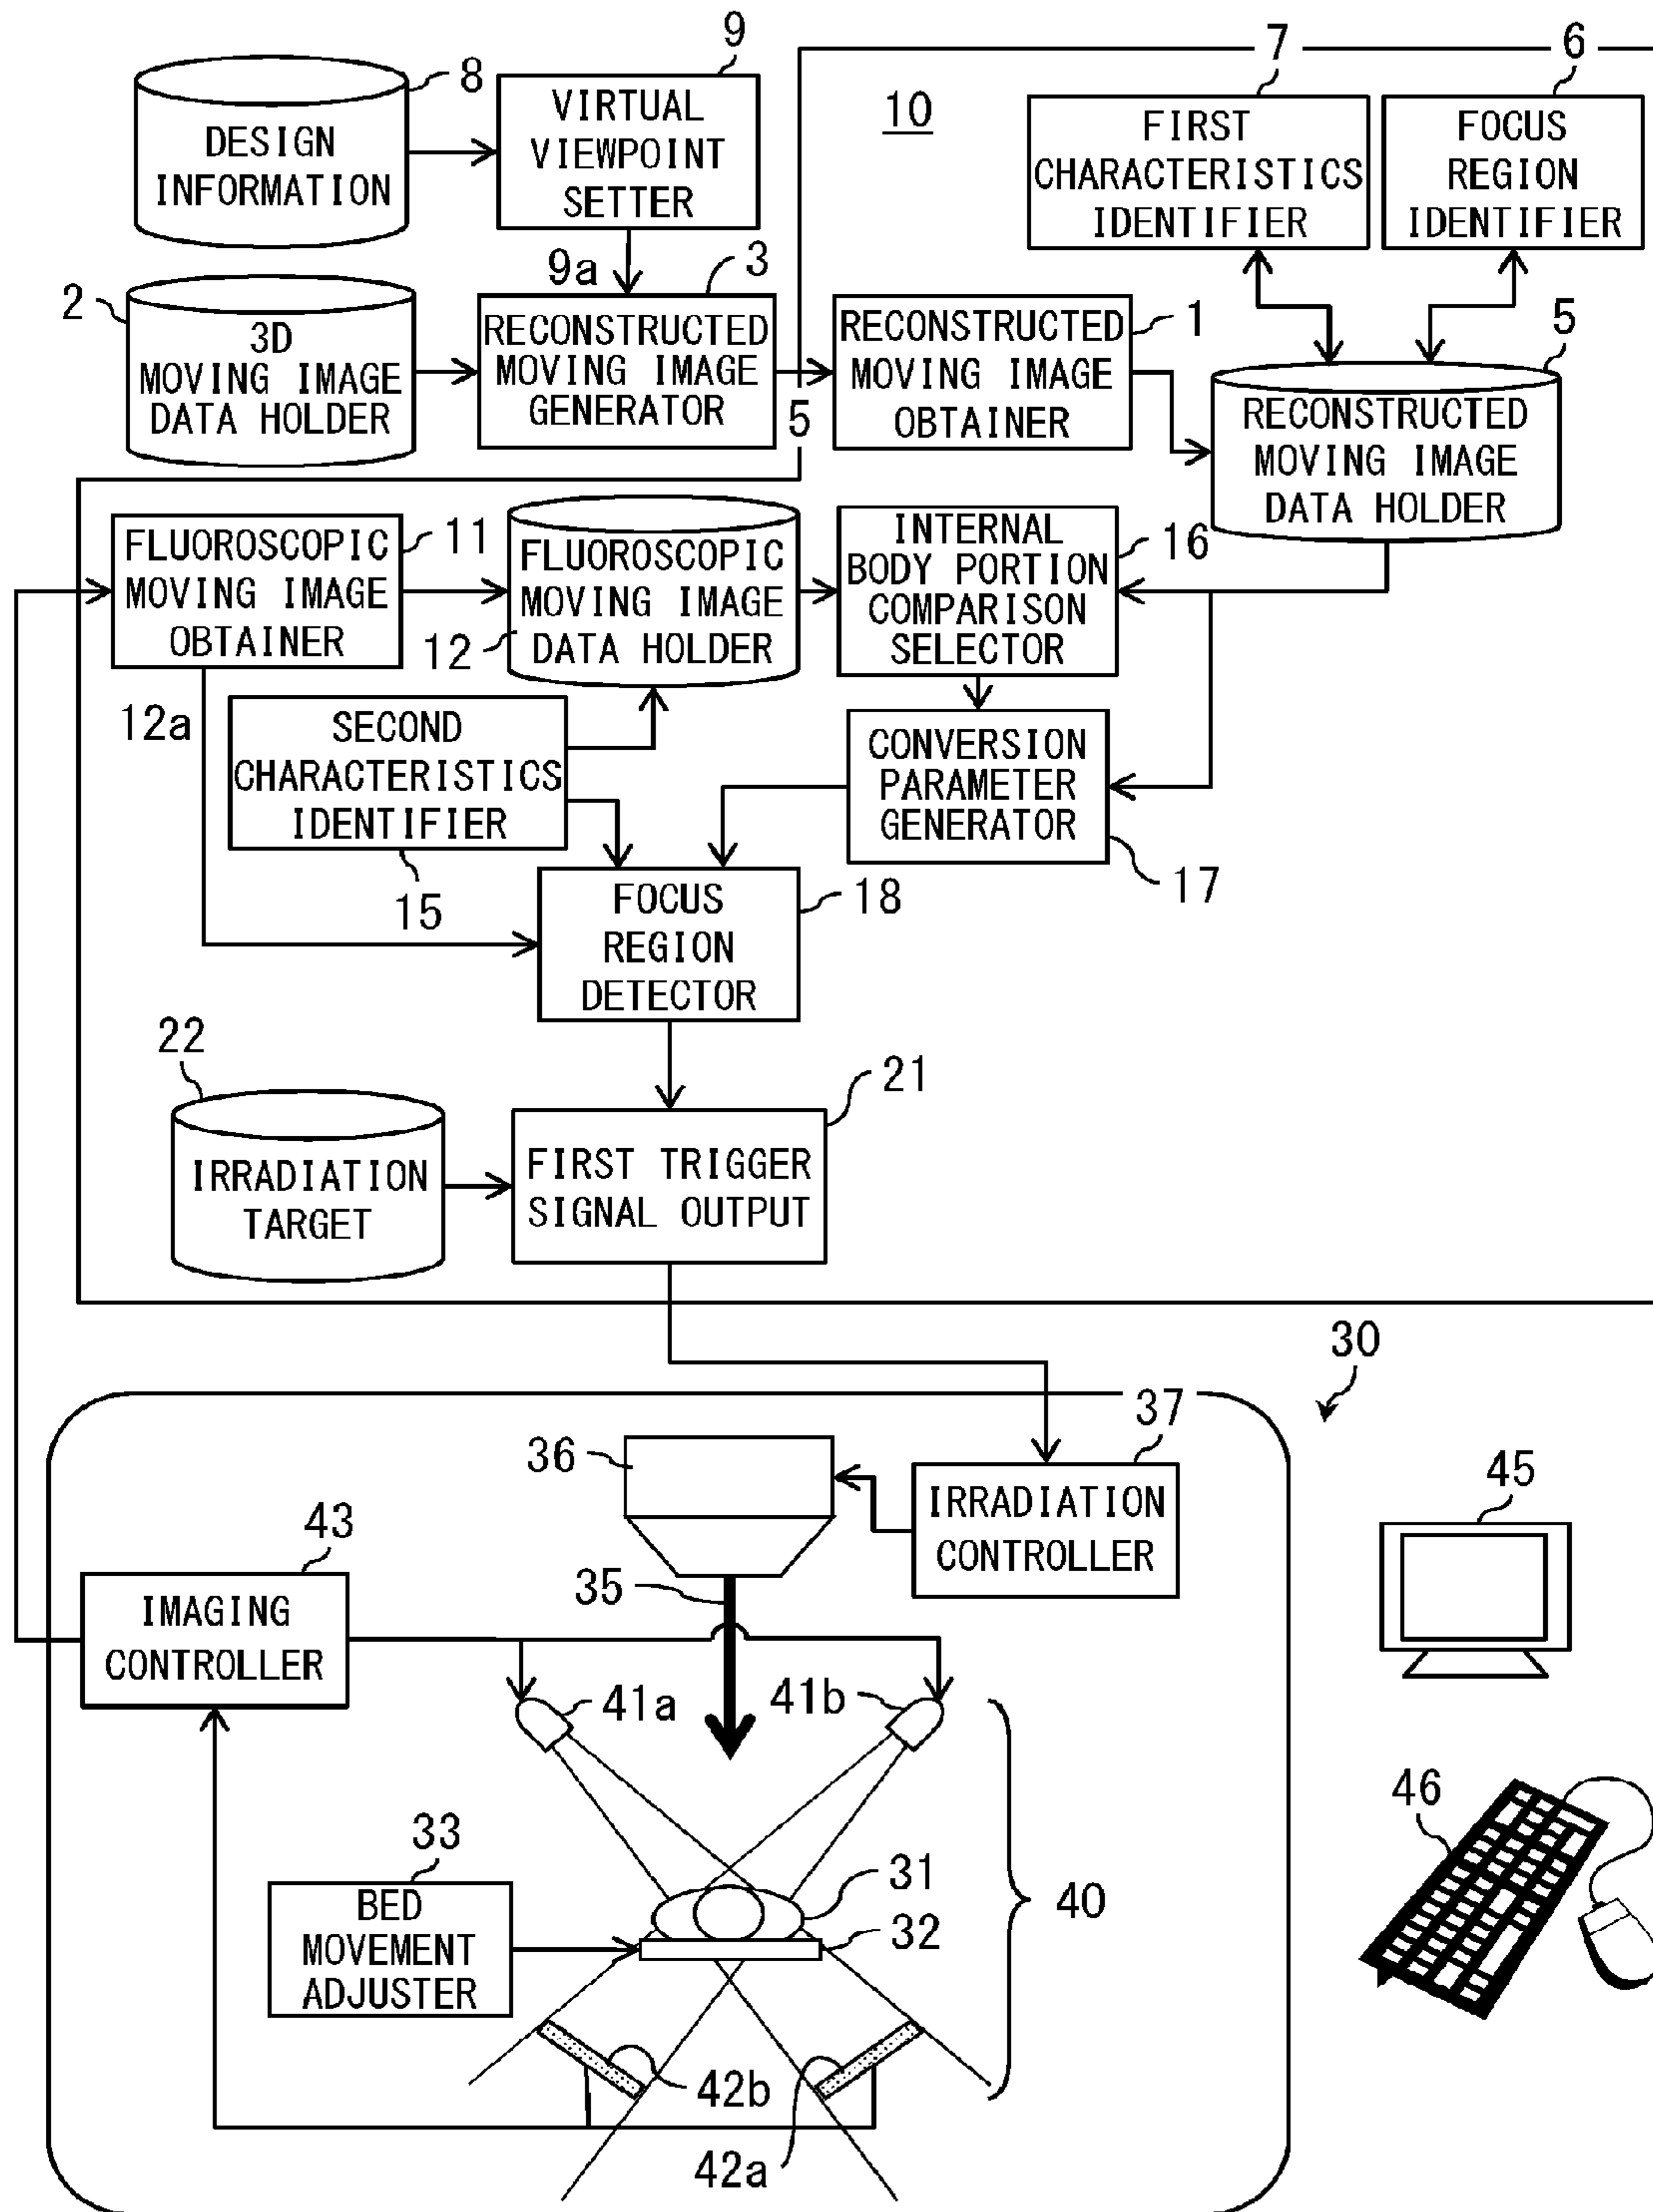 9
7
6
8
DESIGN
INFORMATION
VIRTUAL
VIEWPOINT
SETTER
10
FIRST
CHARACTERISTICS
IDENTIFIER
FOCUS
REGION
IDENTIFIER
9a
3
2
3D
MOVING IMAGE
DATA HOLDER
RECONSTRUCTED
MOVING IMAGE
GENERATOR
5
RECONSTRUCTED
MOVING IMAGE
OBTAINER
1
5
RECONSTRUCTED
MOVING IMAGE
DATA HOLDER
FLUOROSCOPIC
MOVING IMAGE
OBTAINER
11
FLUOROSCOPIC
MOVING IMAGE
DATA HOLDER
12
INTERNAL
BODY PORTION
COMPARISON
SELECTOR
16
12a
SECOND
CHARACTERISTICS
IDENTIFIER
15
CONVERSION
PARAMETER
GENERATOR
17
FOCUS
REGION
DETECTOR
18
22
IRRADIATION
TARGET
21
FIRST TRIGGER
SIGNAL OUTPUT
30
37
36
IRRADIATION
CONTROLLER
45
43
IMAGING
CONTROLLER
35
41a
41b
46
33
BED
MOVEMENT
ADJUSTER
31
32
40
42b
42a